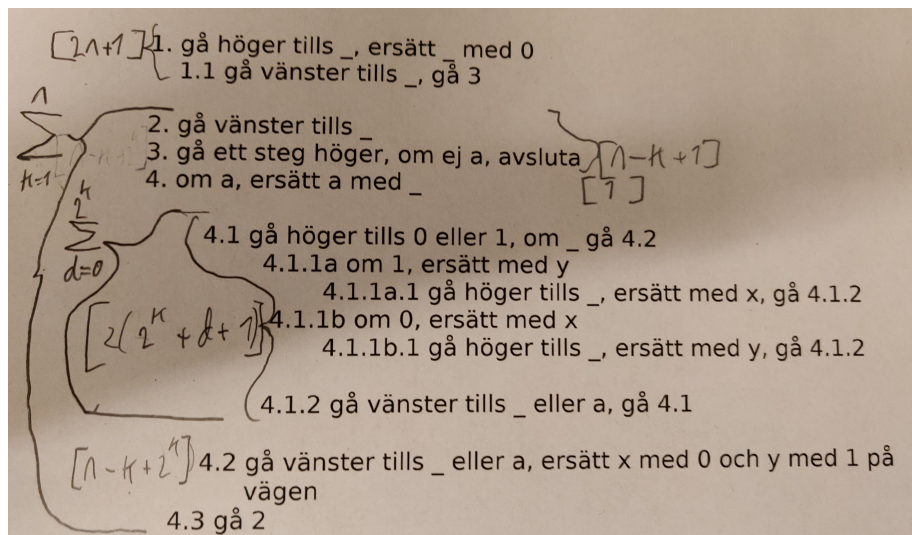 [2n+1] 1. gå höger tills _, ersätt _ med 0
1.1 gå vänster tills _, gå 3
n
2. gå vänster tills _
∑ 3. gå ett steg höger, om ej a, avsluta [n-k+1]
k=1 4. om a, ersätt a med _ [1]
2^k
∑ 4.1 gå höger tills 0 eller 1, om _ gå 4.2
d=0 4.1.1a om 1, ersätt med y
4.1.1a.1 gå höger tills _, ersätt med x, gå 4.1.2
[2(2^k + d + 1)] 4.1.1b om 0, ersätt med x
4.1.1b.1 gå höger tills _, ersätt med y, gå 4.1.2
4.1.2 gå vänster tills _ eller a, gå 4.1
[n-k+2^k] 4.2 gå vänster tills _ eller a, ersätt x med 0 och y med 1 på
vägen
4.3 gå 2